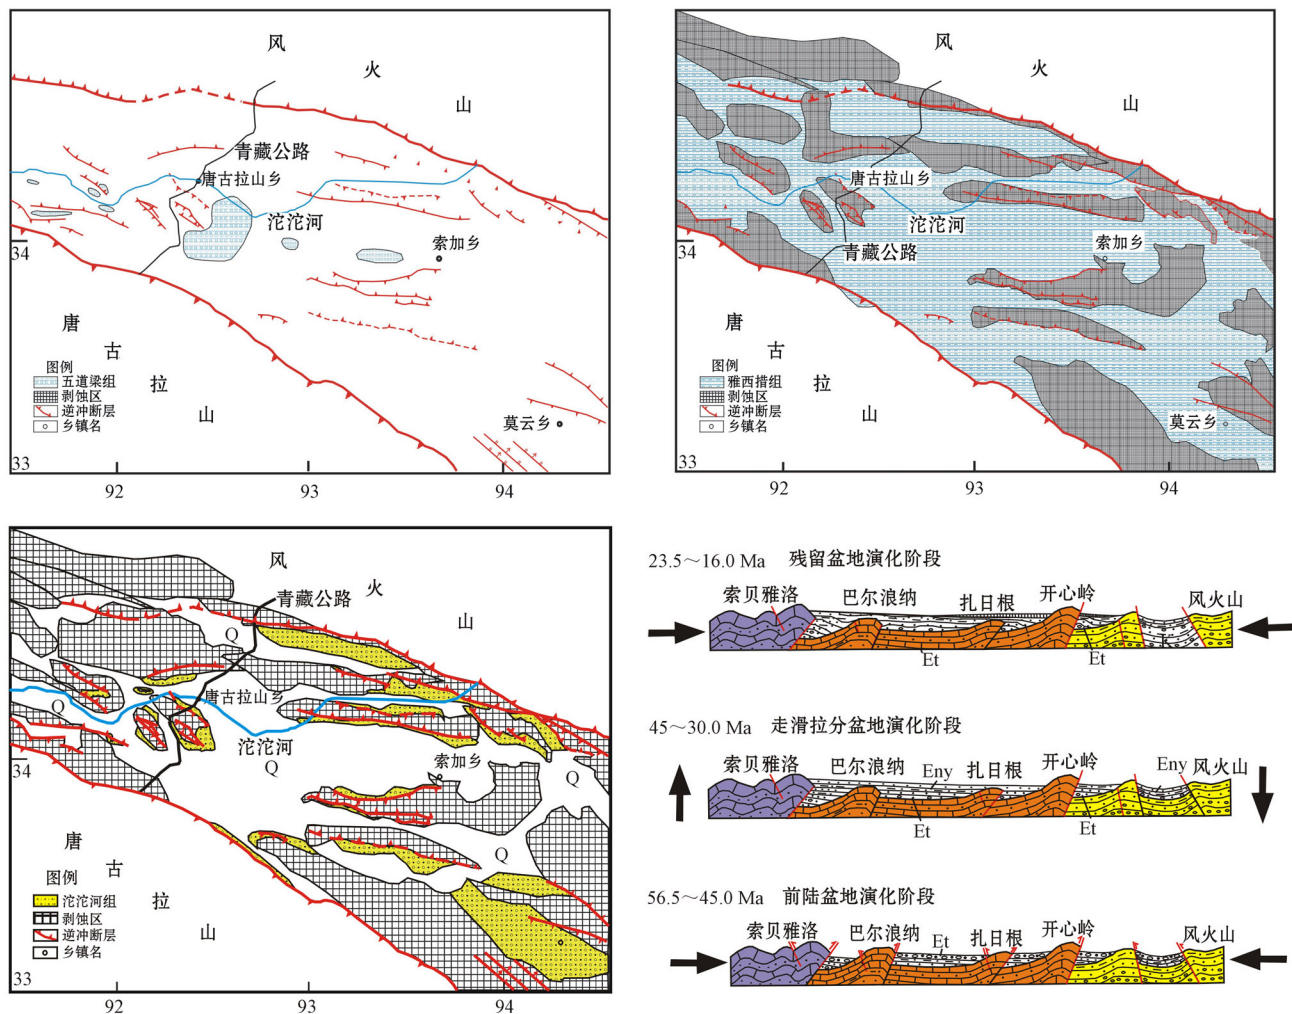 风
火
山
青藏公路
唐古拉山乡
沱沱河
索加乡
34
唐
古
拉
山
图例
五道梁组
剥蚀区
逆冲断层
乡镇名
莫云乡
33
92
93
94
风
火
山
唐古拉山乡
沱沱河
索加乡
青藏公路
34
唐
古
拉
山
图例
雅西措组
剥蚀区
逆冲断层
乡镇名
莫云乡
33
92
93
94
风
火
山
青藏公路
Q
唐古拉山乡
Q
沱沱河
Q
索加乡
Q
34
Q
唐
古
拉
山
图例
沱沱河组
剥蚀区
逆冲断层
乡镇名
33
92
93
94
23.5～16.0 Ma 残留盆地演化阶段
索贝雅洛 巴尔浪纳 扎日根 开心岭 风火山
Et Et
45～30.0 Ma 走滑拉分盆地演化阶段
索贝雅洛 巴尔浪纳 Eny 扎日根 开心岭 Eny 风火山
Et Et
56.5～45.0 Ma 前陆盆地演化阶段
索贝雅洛 巴尔浪纳 Et 扎日根 开心岭 风火山